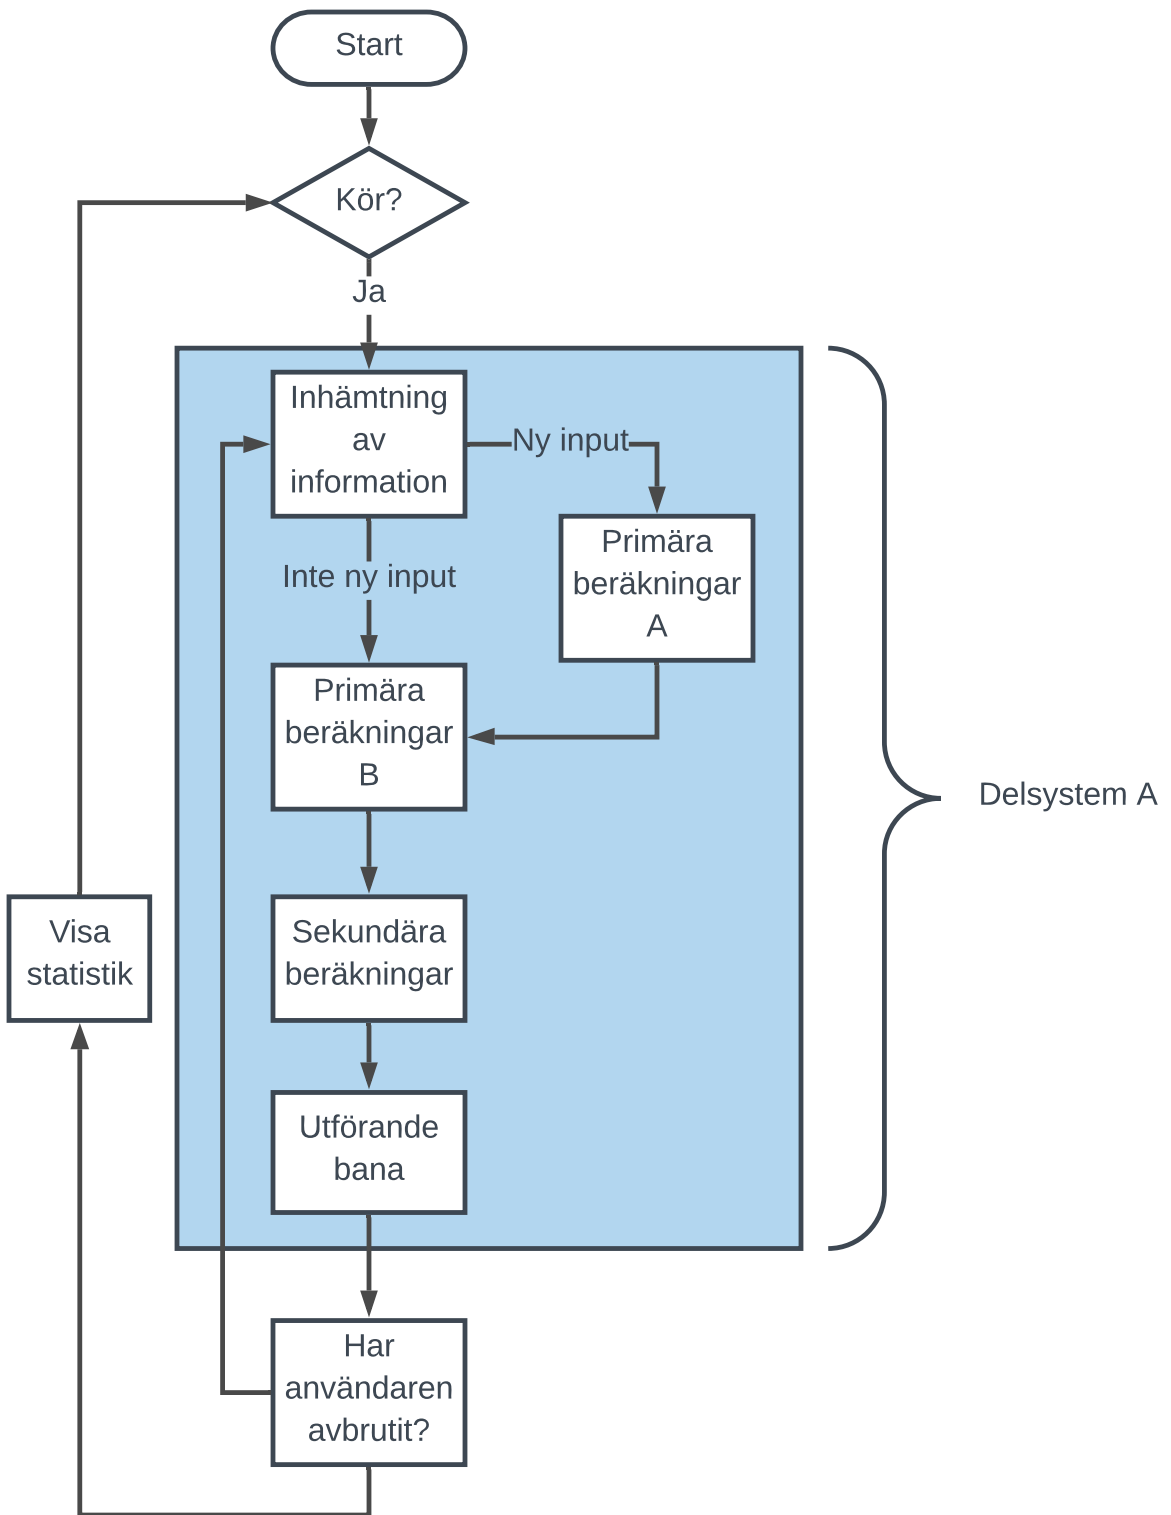 Start
Kör?
Ja
Inhämtning
av
information
Ny input
Primära
beräkningar
A
Inte ny input
Primära
beräkningar
B
Delsystem A
Sekundära
beräkningar
Visa
statistik
Utförande
bana
Har
användaren
avbrutit?